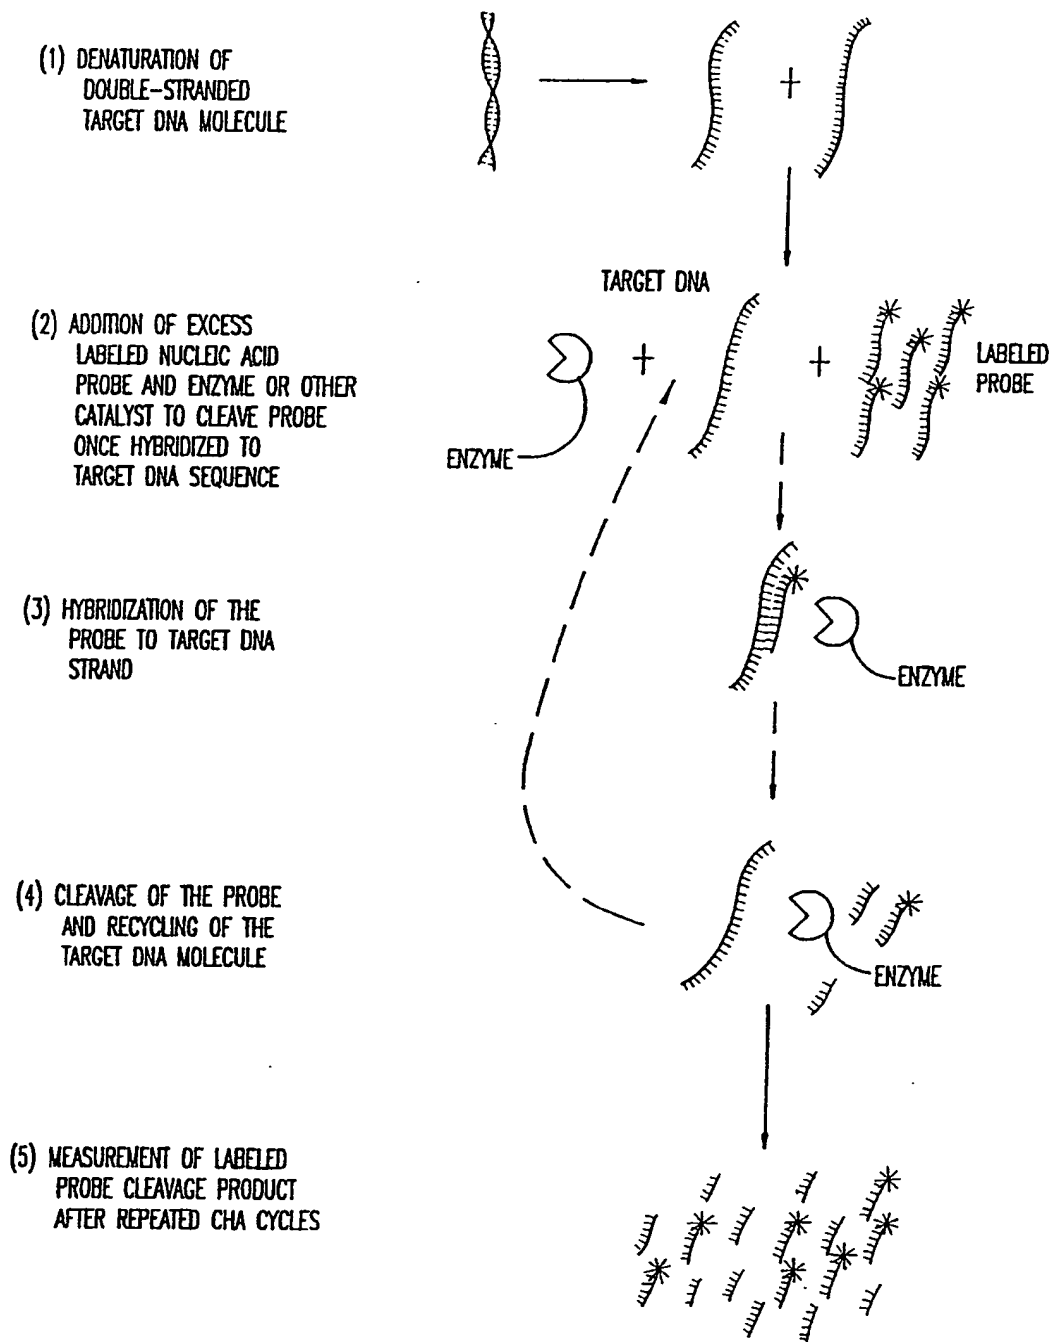 (1) DENATURATION OF
DOUBLE-STRANDED
TARGET DNA MOLECULE
TARGET DNA
(2) ADDITION OF EXCESS
LABELED NUCLEIC ACID
PROBE AND ENZYME OR OTHER
CATALYST TO CLEAVE PROBE
ONCE HYBRIDIZED TO
TARGET DNA SEQUENCE
ENZYME
+
+
+
LABELED
PROBE
(3) HYBRIDIZATION OF THE
PROBE TO TARGET DNA
STRAND
ENZYME
(4) CLEAVAGE OF THE PROBE
AND RECYCLING OF THE
TARGET DNA MOLECULE
ENZYME
(5) MEASUREMENT OF LABELED
PROBE CLEAVAGE PRODUCT
AFTER REPEATED CHA CYCLES